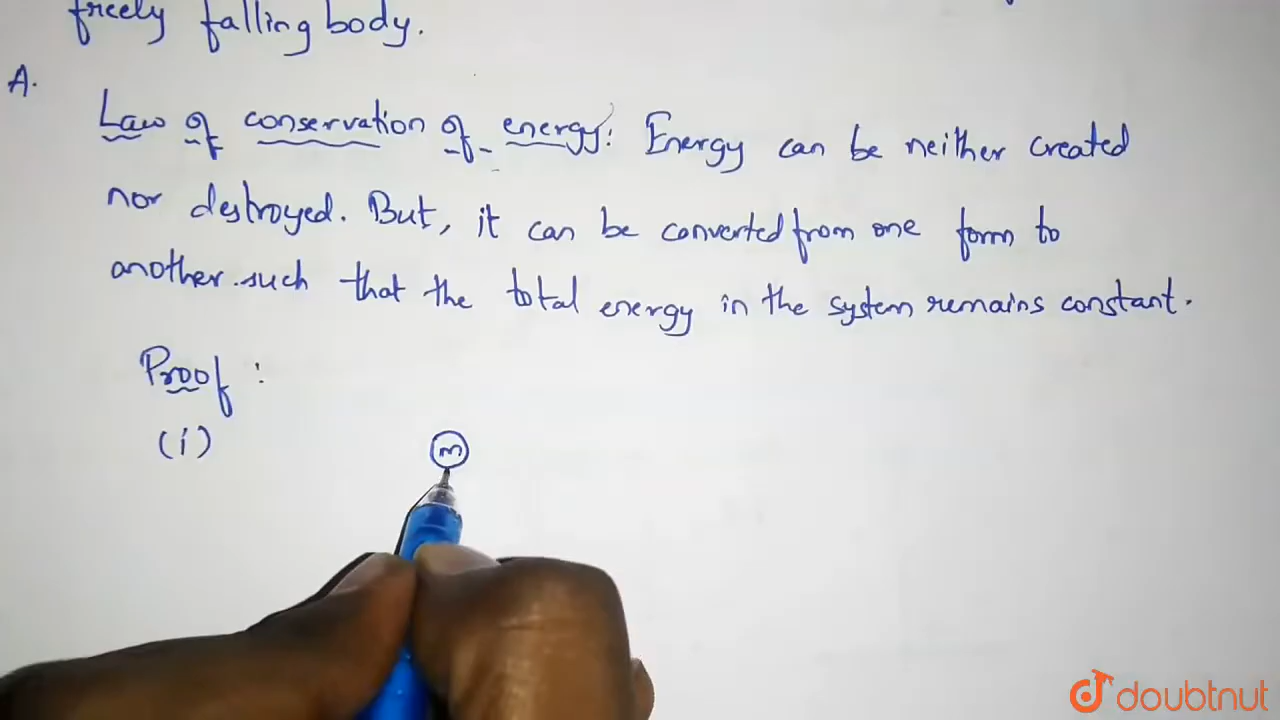 freely falling body.
A.
Law of conservation of energy: Energy can be neither created
nor destroyed. But, it can be converted from one form to
another. such that the total energy in the system remains constant.
Proof :
(i)
m
doubtnut